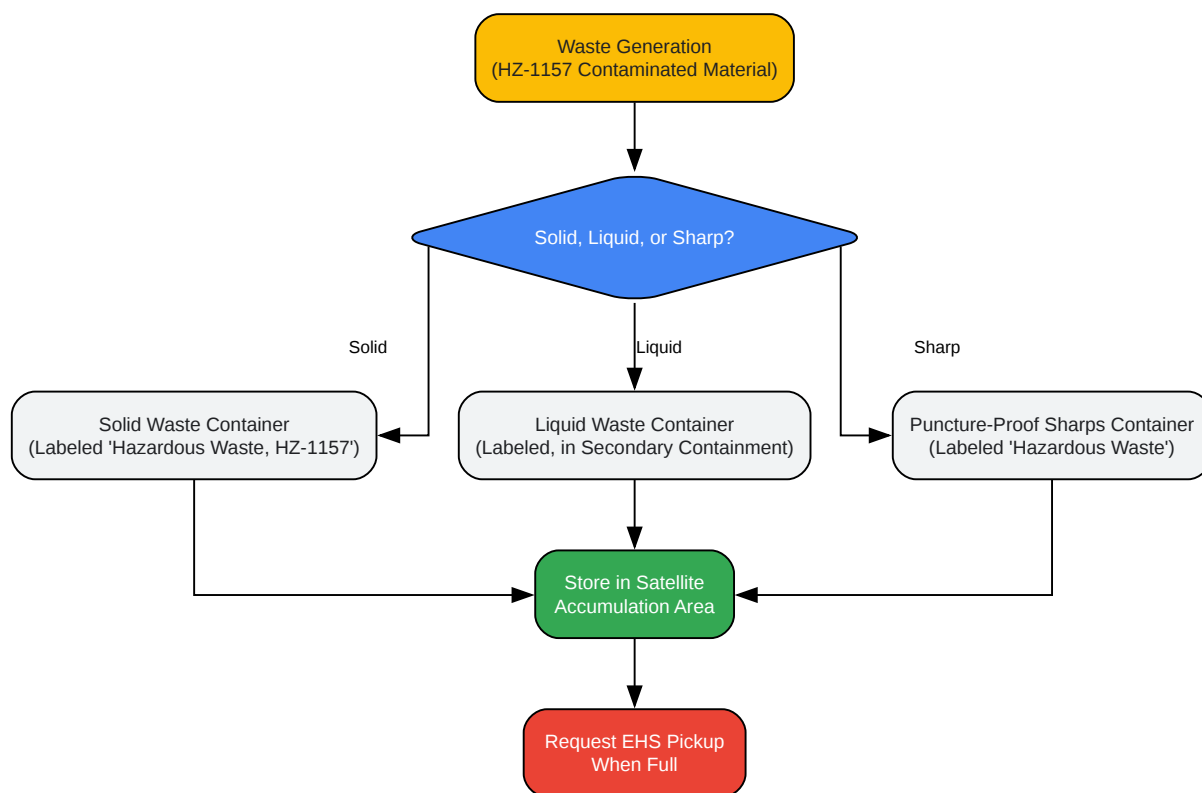 Waste Generation
(HZ-1157 Contaminated Material)
Solid, Liquid, or Sharp?
Solid
Liquid
Sharp
Solid Waste Container
(Labeled 'Hazardous Waste, HZ-1157')
Liquid Waste Container
(Labeled, in Secondary Containment)
Puncture-Proof Sharps Container
(Labeled 'Hazardous Waste')
Store in Satellite
Accumulation Area
Request EHS Pickup
When Full